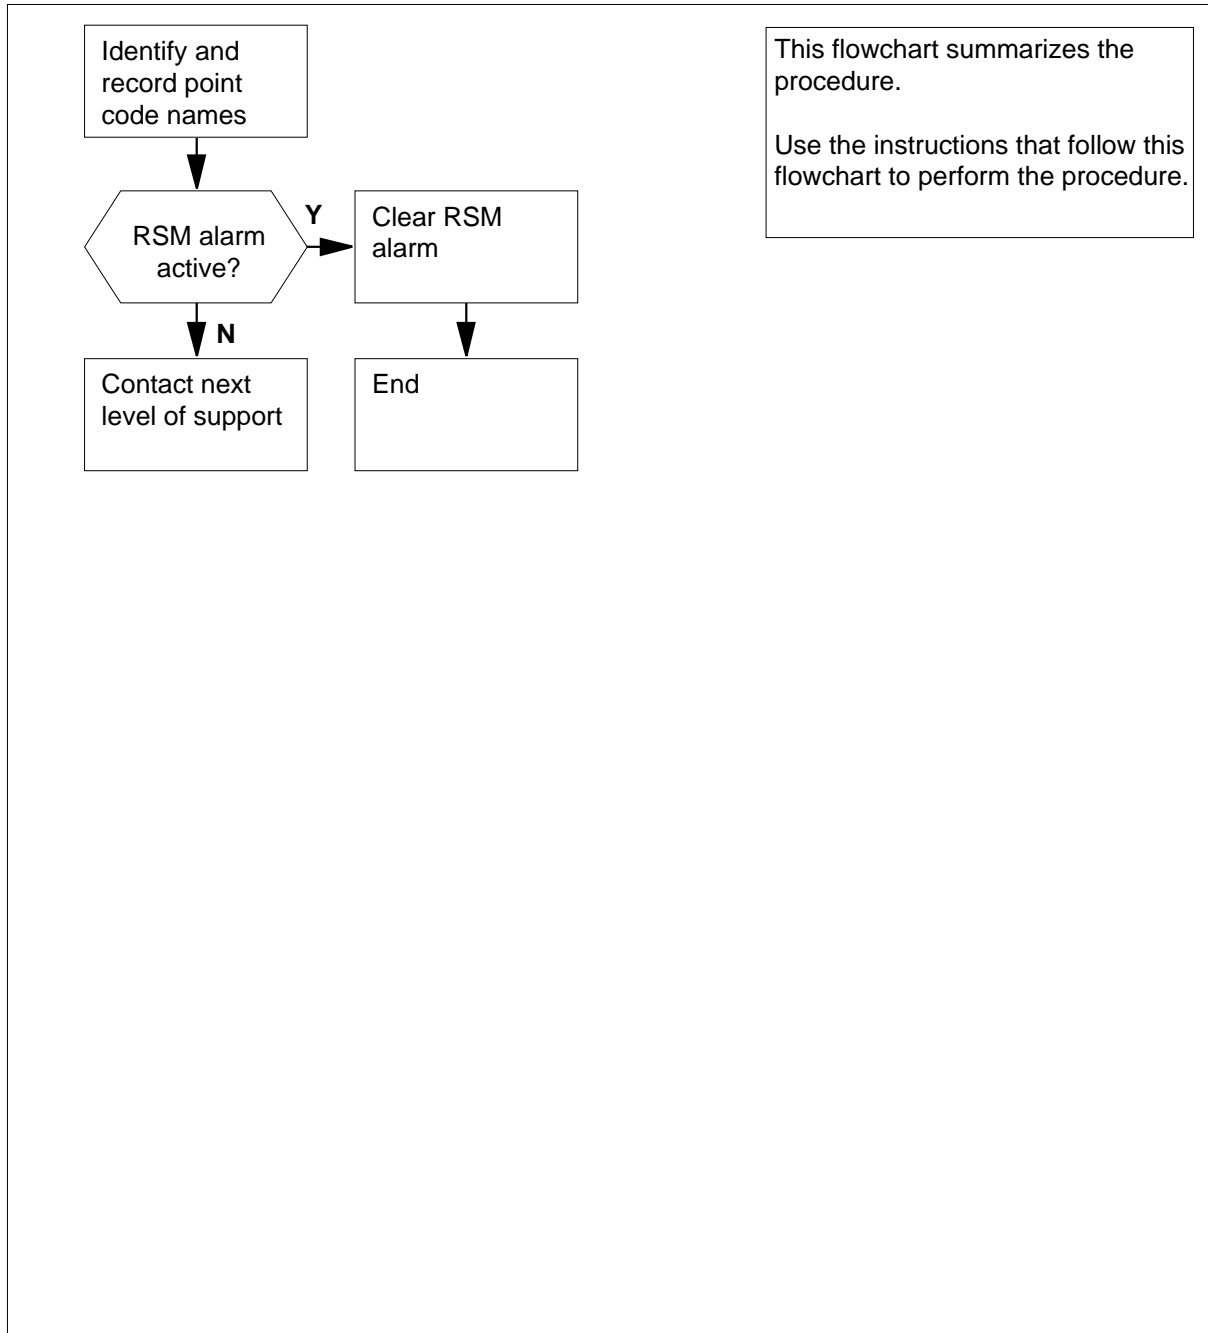 Identify and
record point
code names
RSM alarm
active?
Y
Clear RSM
alarm
N
Contact next
level of support
End
This flowchart summarizes the
procedure.
Use the instructions that follow this
flowchart to perform the procedure.